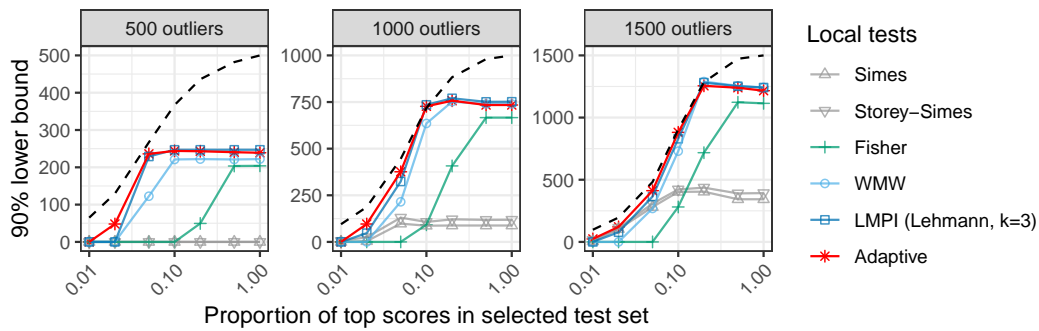 500 outliers
1000 outliers
1500 outliers
90% lower bound
500
400
300
200
100
0
1000
750
500
250
0
1500
1000
500
0
0.01
0.10
1.00
0.01
0.10
1.00
0.01
0.10
1.00
Proportion of top scores in selected test set
Local tests
Simes
Storey−Simes
Fisher
WMW
LMPI (Lehmann, k=3)
Adaptive